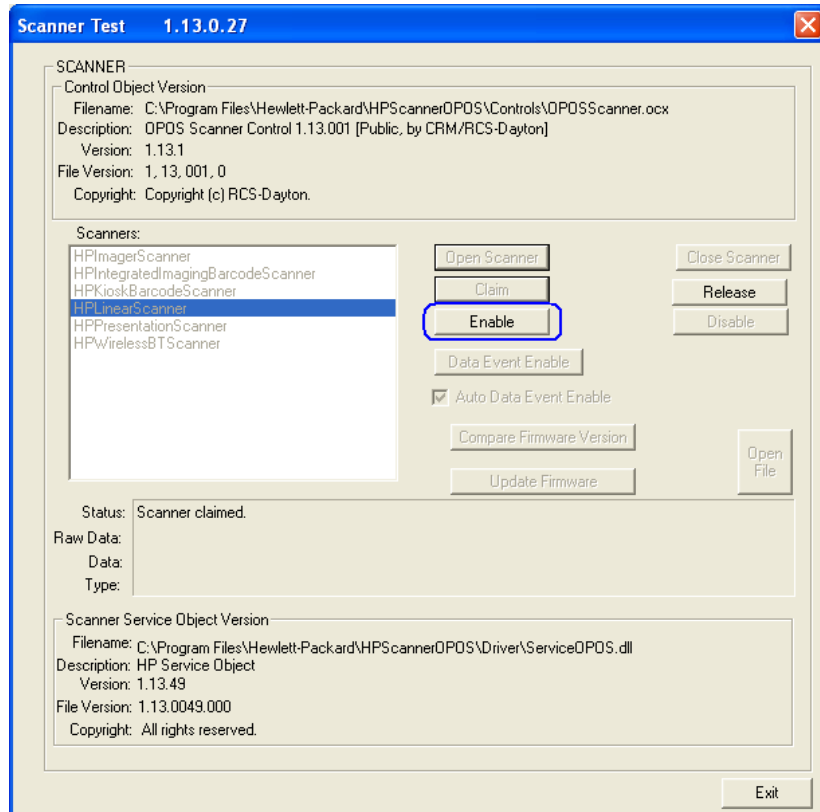 Scanner Test 1.13.0.27
SCANNER
Control Object Version
Filename: C:\Program Files\Hewlett-Packard\HPScannerOPOS\Controls\OPOSScanner.ocx
Description: OPOS Scanner Control 1.13.001 [Public, by CRM/RCS-Dayton]
Version: 1.13.1
File Version: 1, 13, 001, 0
Copyright: Copyright (c) RCS-Dayton.
Scanners:
HPImagerScanner
HPIntegratedImagingBarcodeScanner
HPKioskBarcodeScanner
HPLinearScanner
HPPresentationScanner
HPWirelessBTScanner
Open Scanner
Close Scanner
Claim
Release
Enable
Disable
Data Event Enable
Auto Data Event Enable
Compare Firmware Version
Update Firmware
Open
File
Status: Scanner claimed.
Raw Data:
Data:
Type:
Scanner Service Object Version
Filename: C:\Program Files\Hewlett-Packard\HPScannerOPOS\Driver\ServiceOPOS.dll
Description: HP Service Object
Version: 1.13.49
File Version: 1.13.0049.000
Copyright: All rights reserved.
Exit